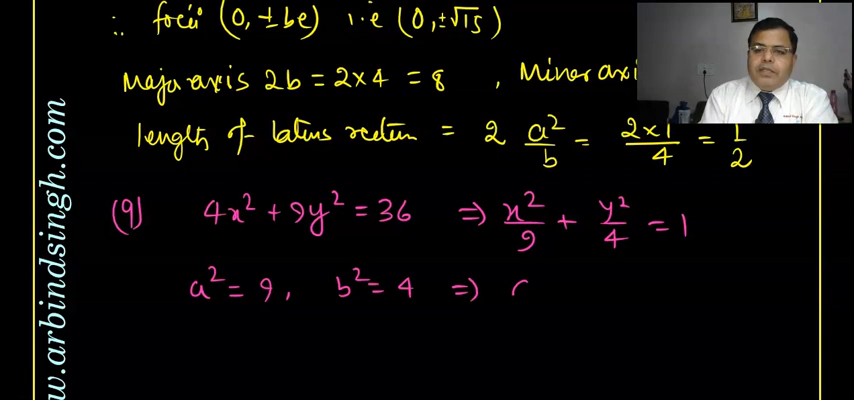 ∴ focii (0, ±be) i.e (0, ±√15)
Major axis 2b = 2×4 = 8 , Minor axi
length of latus rectum = 2 a²/b = 2×1/4 = 1/2
(9) 4x² + 9y² = 36 ⇒ x²/9 + y²/4 = 1
a² = 9, b² = 4 ⇒
w.arbindsingh.com